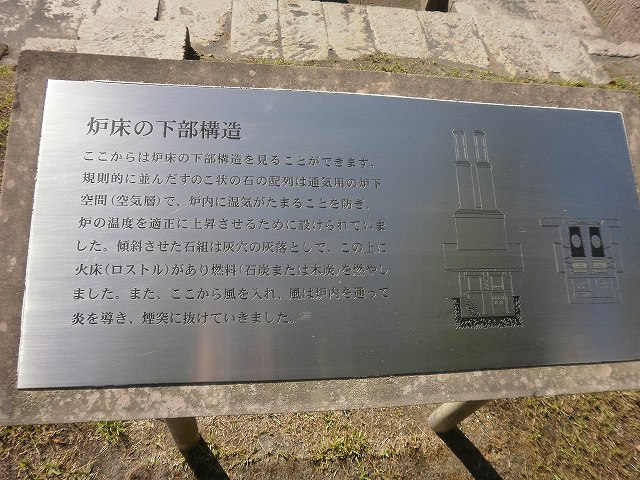 炉床の下部構造
ここからは炉床の下部構造を見ることができます。
規則的に並んだすのこ状の石の配列は通気用の炉下
空間(空気層)で、炉内に湿気がたまることを防ぎ、
炉の温度を適正に上昇させるために設けられていま
した。傾斜させた石組は灰穴の灰落として、この上に
火床(ロストル)があり燃料(石炭または木炭)を燃やし
ました。また、ここから風を入れ、風は炉内を通って
炎を導き、煙突に抜けていきました。